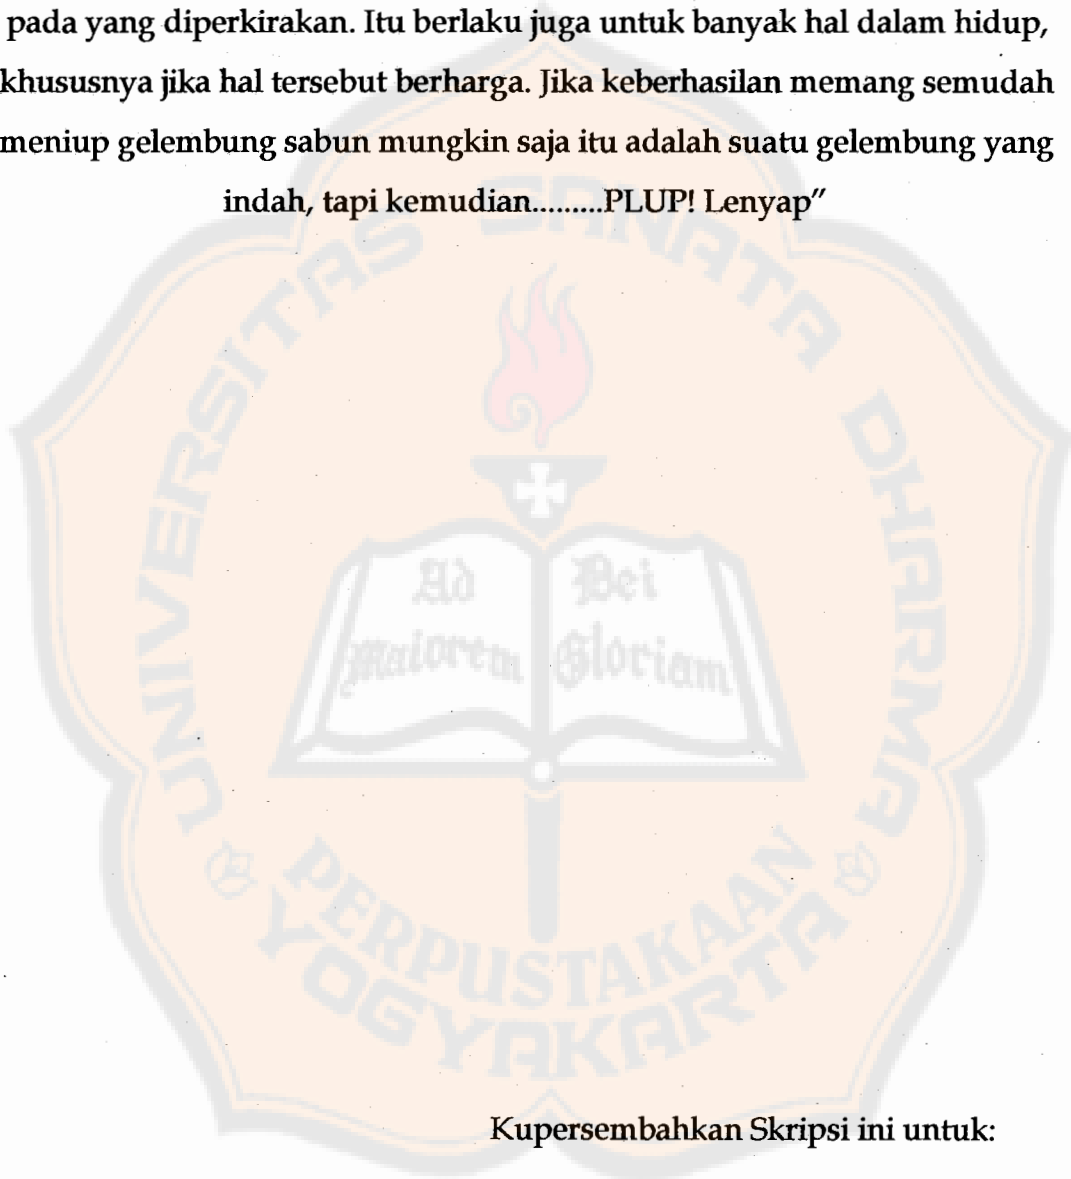 pada yang diperkirakan. Itu berlaku juga untuk banyak hal dalam hidup,
khususnya jika hal tersebut berharga. Jika keberhasilan memang semudah
meniup gelembung sabun mungkin saja itu adalah suatu gelembung yang
indah, tapi kemudian.........PLUP! Lenyap"
UNIVERSITAS SANATA DHARMA
Ad Dei
Maiorem Gloriam
PERPUSTAKAAN
YOGYAKARTA
Kupersembahkan Skripsi ini untuk: